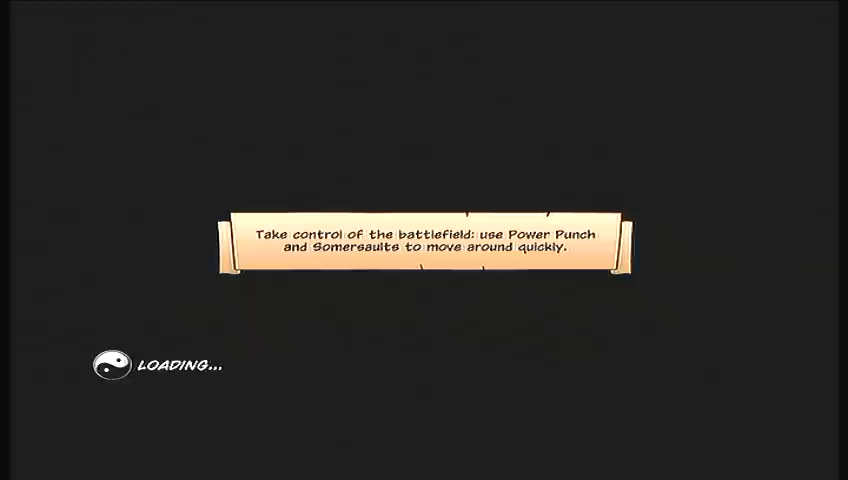 Take control of the battlefield: use Power Punch
and Somersaults to move around quickly.
LOADING...